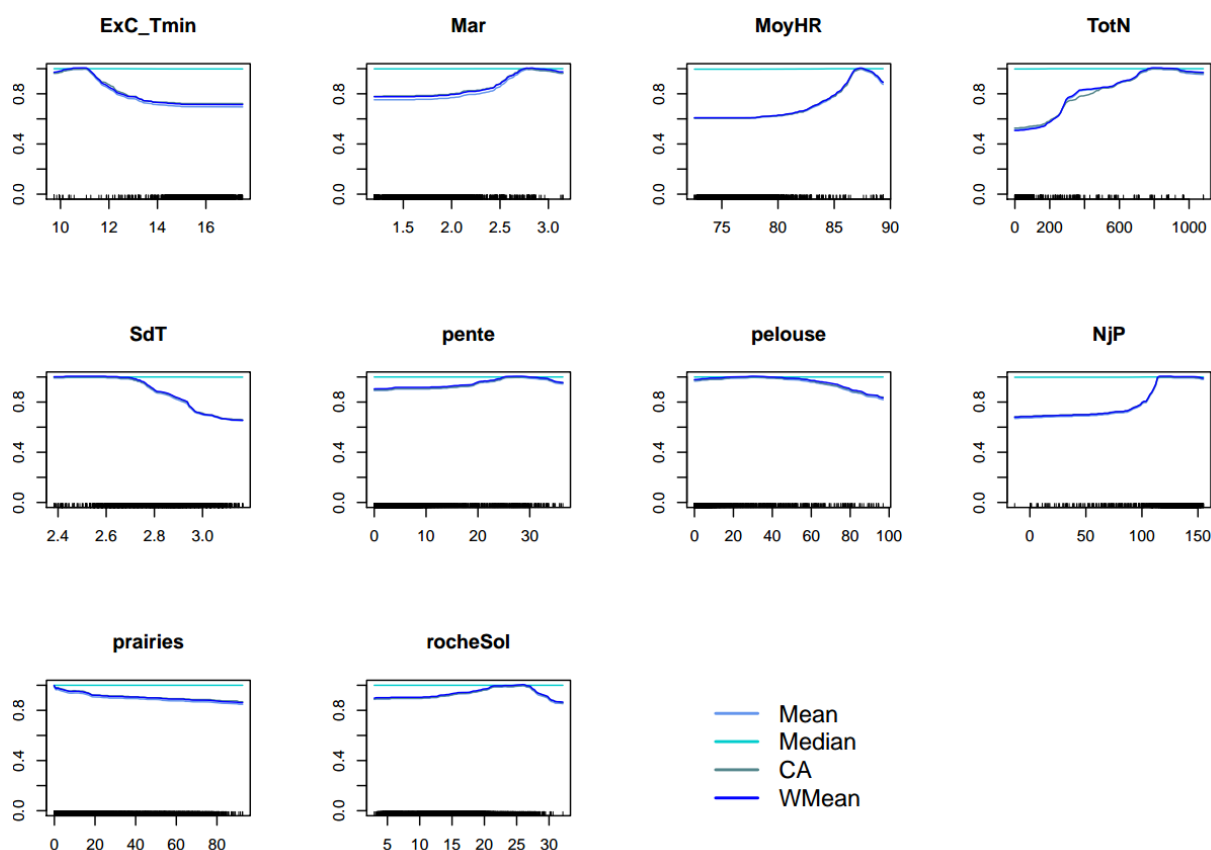 ExC_Tmin Mar MoyHR TotN
0.0 0.4 0.8 0.0 0.4 0.8 0.0 0.4 0.8 0.0 0.4 0.8
10 12 14 16 1.5 2.0 2.5 3.0 75 80 85 90 0 200 600 1000
SdT pente pelouse NjP
0.0 0.4 0.8 0.0 0.4 0.8 0.0 0.4 0.8 0.0 0.4 0.8
2.4 2.6 2.8 3.0 0 10 20 30 0 20 40 60 80 100 0 50 100 150
prairies rocheSol
0.0 0.4 0.8 0.0 0.4 0.8
0 20 40 60 80 5 10 15 20 25 30
Mean
Median
CA
WMean